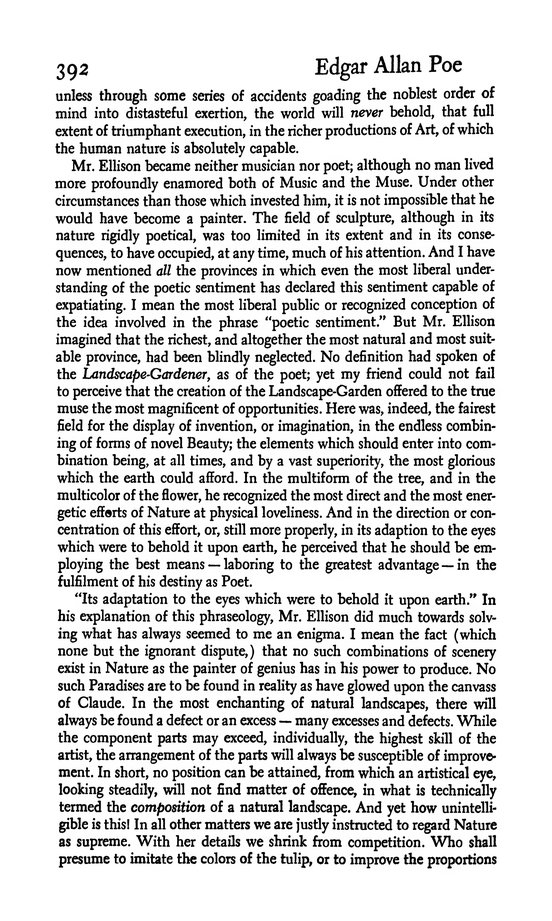 392 Edgar Allan Poe
unless through some series of accidents goading the noblest order of
mind into distasteful exertion, the world will never behold, that full
extent of triumphant execution, in the richer productions of Art, of which
the human nature is absolutely capable.
Mr. Ellison became neither musician nor poet; although no man lived
more profoundly enamored both of Music and the Muse. Under other
circumstances than those which invested him, it is not impossible that he
would have become a painter. The field of sculpture, although in its
nature rigidly poetical, was too limited in its extent and in its conse-
quences, to have occupied, at any time, much of his attention. And I have
now mentioned all the provinces in which even the most liberal under-
standing of the poetic sentiment has declared this sentiment capable of
expatiating. I mean the most liberal public or recognized conception of
the idea involved in the phrase "poetic sentiment." But Mr. Ellison
imagined that the richest, and altogether the most natural and most suit-
able province, had been blindly neglected. No definition had spoken of
the Landscape-Gardener, as of the poet; yet my friend could not fail
to perceive that the creation of the Landscape-Garden offered to the true
muse the most magnificent of opportunities. Here was, indeed, the fairest
field for the display of invention, or imagination, in the endless combin-
ing of forms of novel Beauty; the elements which should enter into com-
bination being, at all times, and by a vast superiority, the most glorious
which the earth could afford. In the multiform of the tree, and in the
multicolor of the flower, he recognized the most direct and the most ener-
getic efforts of Nature at physical loveliness. And in the direction or con-
centration of this effort, or, still more properly, in its adaption to the eyes
which were to behold it upon earth, he perceived that he should be em-
ploying the best means — laboring to the greatest advantage — in the
fulfilment of his destiny as Poet.
"Its adaptation to the eyes which were to behold it upon earth." In
his explanation of this phraseology, Mr. Ellison did much towards solv-
ing what has always seemed to me an enigma. I mean the fact (which
none but the ignorant dispute,) that no such combinations of scenery
exist in Nature as the painter of genius has in his power to produce. No
such Paradises are to be found in reality as have glowed upon the canvass
of Claude. In the most enchanting of natural landscapes, there will
always be found a defect or an excess — many excesses and defects. While
the component parts may exceed, individually, the highest skill of the
artist, the arrangement of the parts will always be susceptible of improve-
ment. In short, no position can be attained, from which an artistical eye,
looking steadily, will not find matter of offence, in what is technically
termed the composition of a natural landscape. And yet how unintelli-
gible is this! In all other matters we are justly instructed to regard Nature
as supreme. With her details we shrink from competition. Who shall
presume to imitate the colors of the tulip, or to improve the proportions